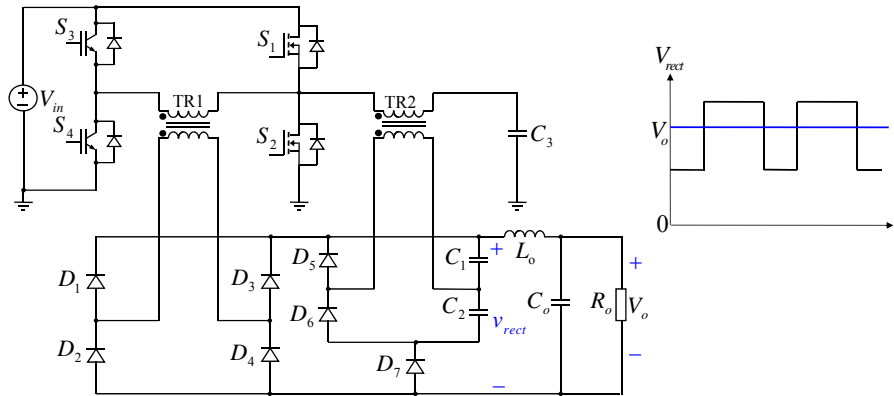 S3
S1
Vrect
+
−
Vin
TR1
TR2
S4
S2
C3
Vo
0
D5
C1
+
Lo
+
D1
D3
D6
C2
vrect
Co
Ro
Vo
D2
D4
D7
−
−